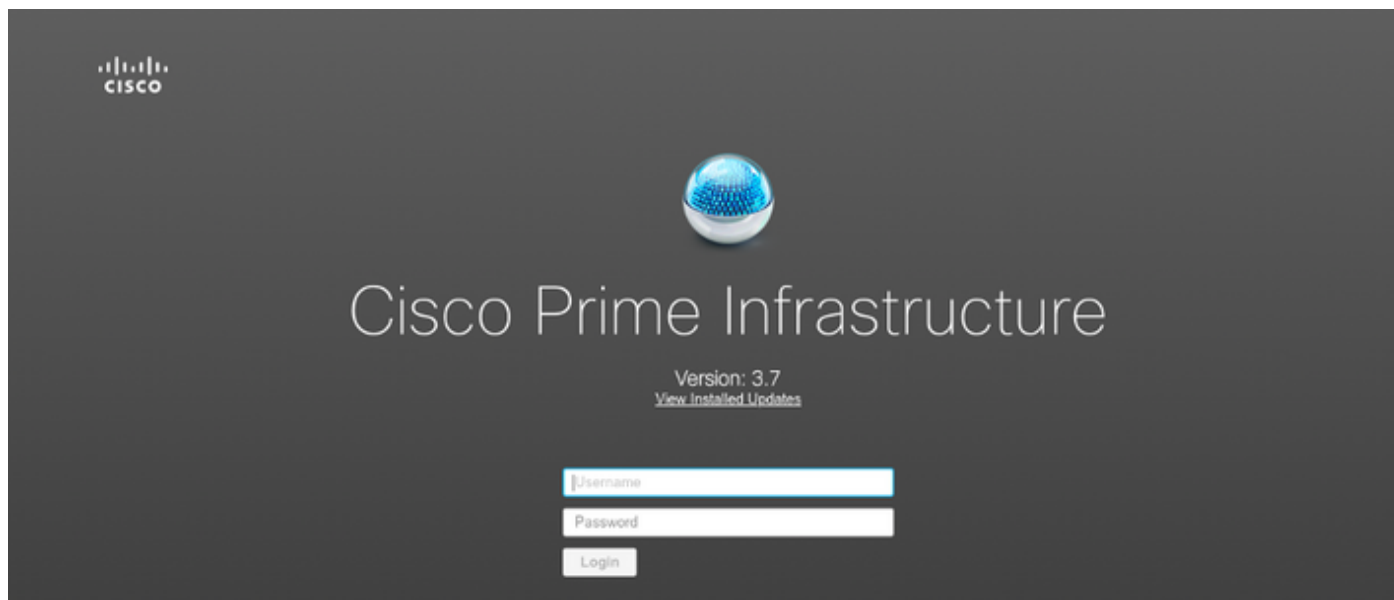 CISCO
Cisco Prime Infrastructure
Version: 3.7
View Installed Updates
Username
Password
Login